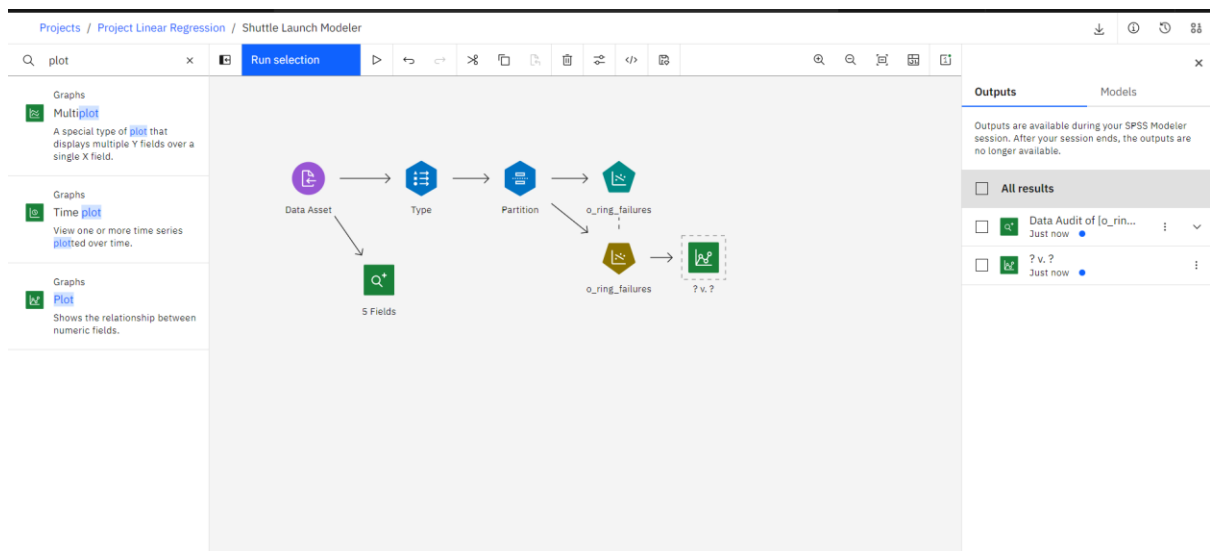 Projects / Project Linear Regression / Shuttle Launch Modeler
plot
Run selection
Graphs
Multiplot
A special type of plot that
displays multiple Y fields over a
single X field.
Graphs
Time plot
View one or more time series
plotted over time.
Graphs
Plot
Shows the relationship between
numeric fields.
Data Asset
Type
Partition
o_ring_failures
5 Fields
o_ring_failures
? v. ?
Outputs
Models
Outputs are available during your SPSS Modeler
session. After your session ends, the outputs are
no longer available.
All results
Data Audit of [o_rin...
Just now
? v. ?
Just now